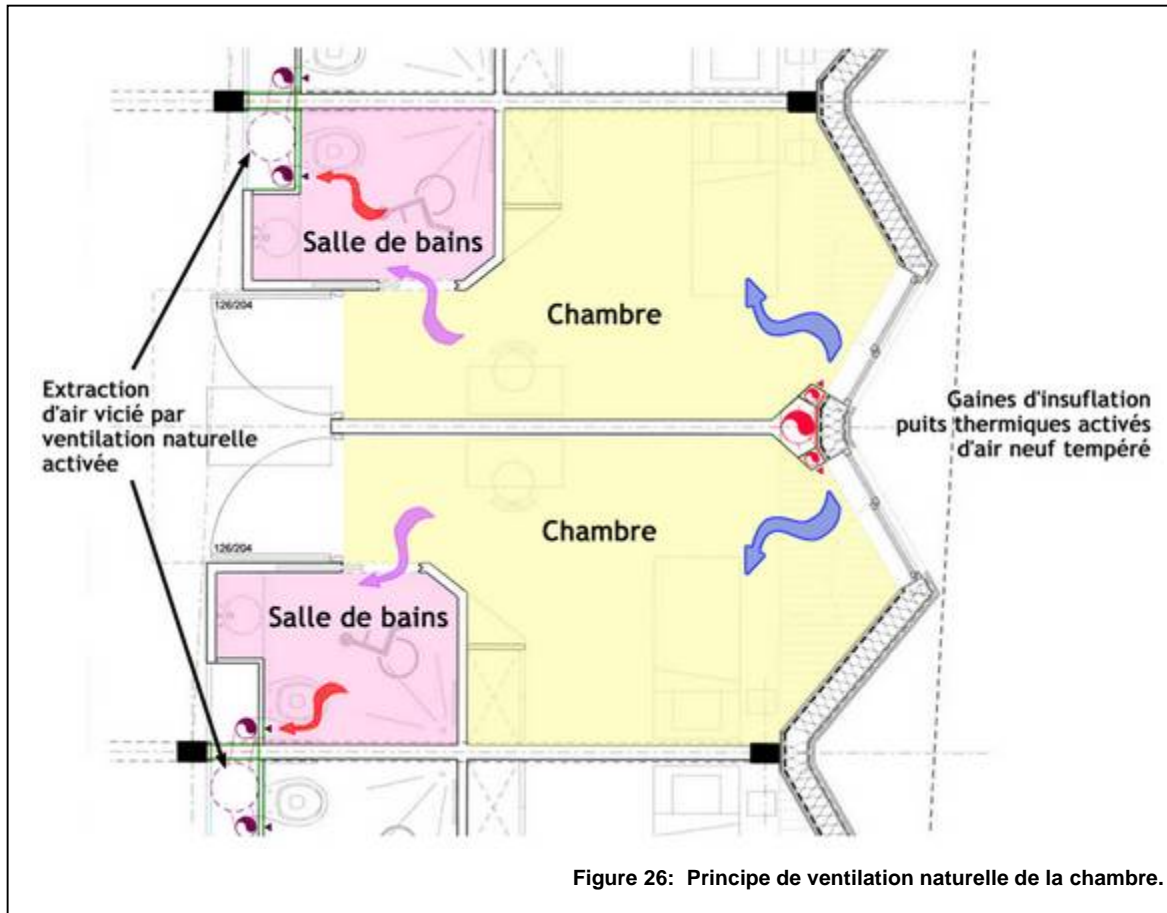 Salle de bains
126/204
Chambre
Extraction
d'air vicié par
ventilation naturelle
activée
Gaines d'insuflation
puits thermiques activés
d'air neuf tempéré
Chambre
126/204
Salle de bains
Figure 26: Principe de ventilation naturelle de la chambre.